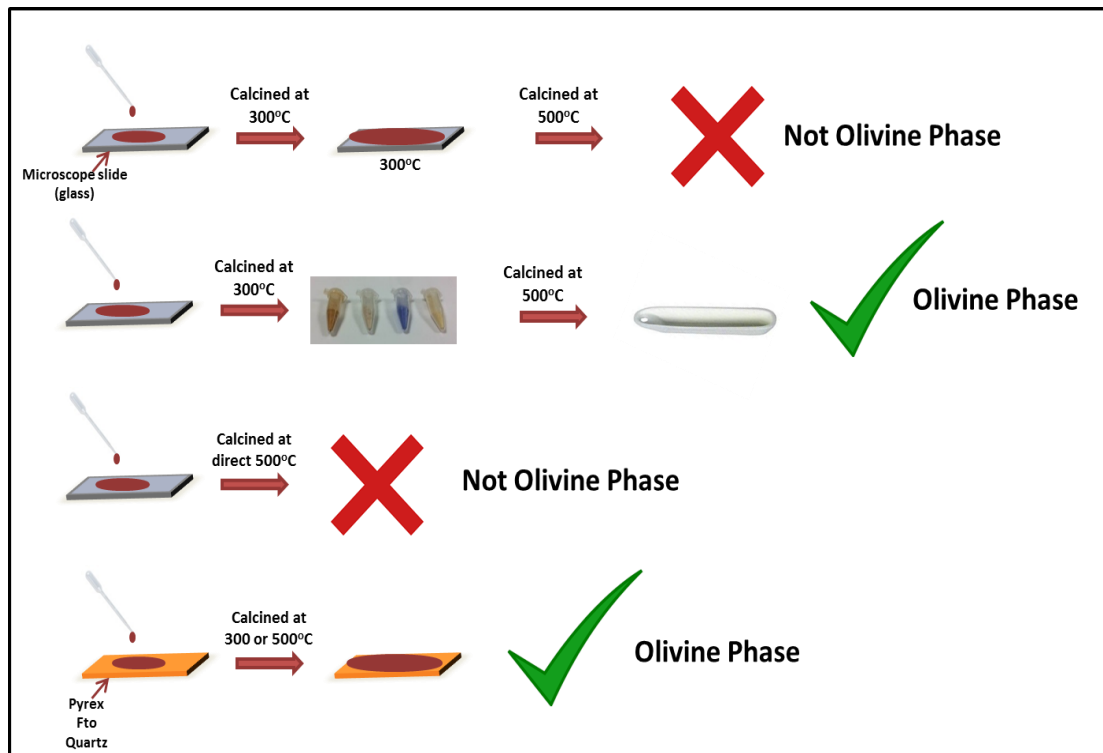 Calcined at
300°C
Calcined at
500°C
Not Olivine Phase
300°C
Microscope slide
(glass)
Calcined at
300°C
Calcined at
500°C
Olivine Phase
Calcined at
direct 500°C
Not Olivine Phase
Calcined at
300 or 500°C
Olivine Phase
Pyrex
Fto
Quartz